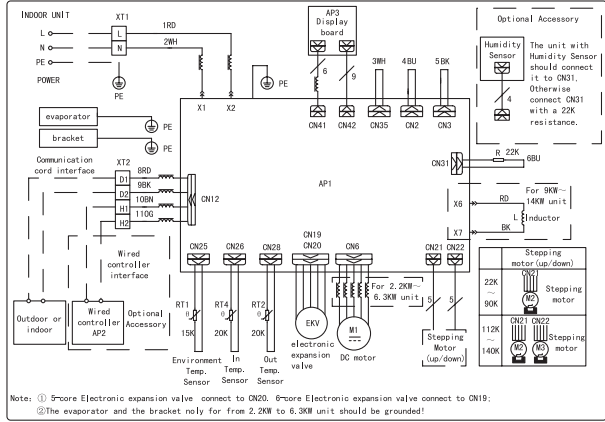 INDOOR UNIT
XT1
L
N
PE
POWER
L
N
PE
1RD
2WH
X1
X2
PE
AP3
Display
board
6
9
CN41
CN42
3WH
4BU
5BK
CN35
CN2
CN3
Optional Accessory
Humidity
Sensor
4
The unit with
Humidity Sensor
should connect
it to CN31,
Otherwise
connect CN31
with a 22K
resistance.
evaporator
PE
bracket
PE
Communication
cord interface
XT2
D1
D2
H1
H2
8RD
9BK
10BN
11OG
CN12
AP1
CN31
R 22K
6BU
X6
X7
RD
BK
L
Inductor
For 9KW~
14KW unit
Wired
controller
interface
Outdoor or
indoor
Wired
controller
AP2
Optional
Accessory
CN25
CN26
CN28
CN19
CN20
CN6
CN21
CN22
RT1
θ
15K
RT4
θ
20K
RT2
θ
20K
Environment
Temp.
Sensor
In
Temp.
Sensor
Out
Temp.
Sensor
EKV
electronic
expansion
valve
For 2.2KW~
6.3KW unit
M1
DC motor
5
5
Stepping
Motor
(up/down)
Stepping
motor(up/down)
22K
~
90K
CN21
M2
Stepping
motor
112K
~
140K
CN21 CN22
M2
M3
Stepping
motor
Note: ① 5-core Electronic expansion valve connect to CN20. 6-core Electronic expansion valve connect to CN19;
②The evaporator and the bracket noly for from 2.2KW to 6.3KW unit should be grounded!